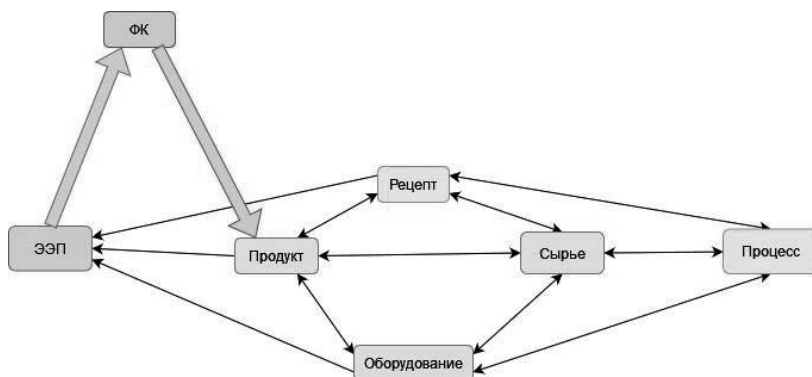 ФК
Рецепт
ЭЭП
Продукт
Сырье
Процесс
Оборудование